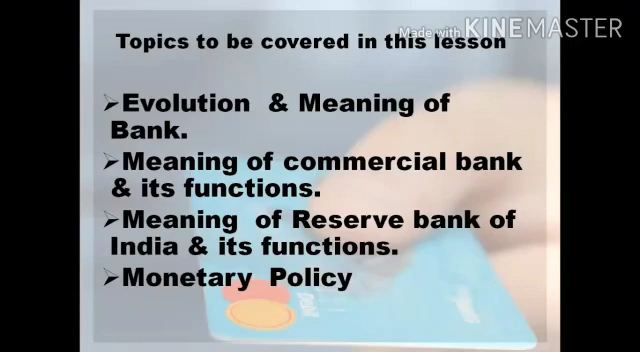 Made with KINEMASTER
Topics to be covered in this lesson
➢Evolution & Meaning of
Bank.
➢Meaning of commercial bank
& its functions.
➢Meaning of Reserve bank of
India & its functions.
➢Monetary Policy